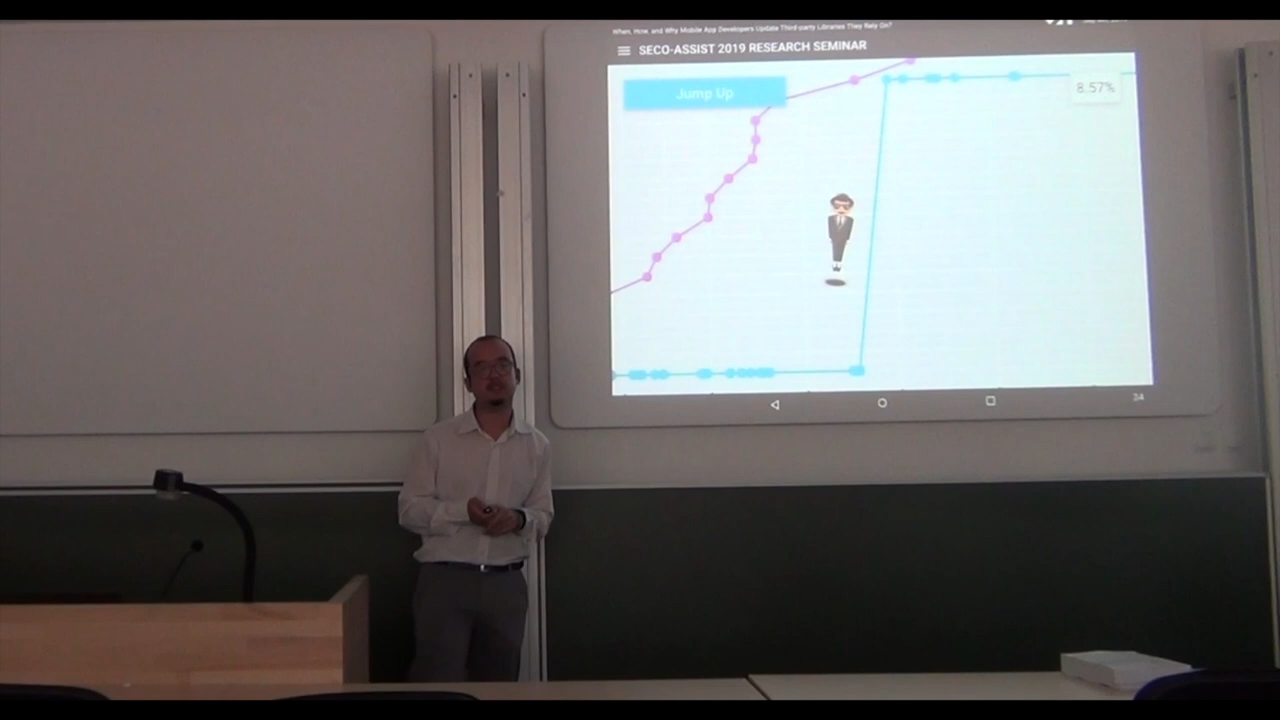 When, How, and Why Mobile App Developers Update Third-party Libraries They Rely On?
SECO-ASSIST 2019 RESEARCH SEMINAR
Jump Up
8.57%
34